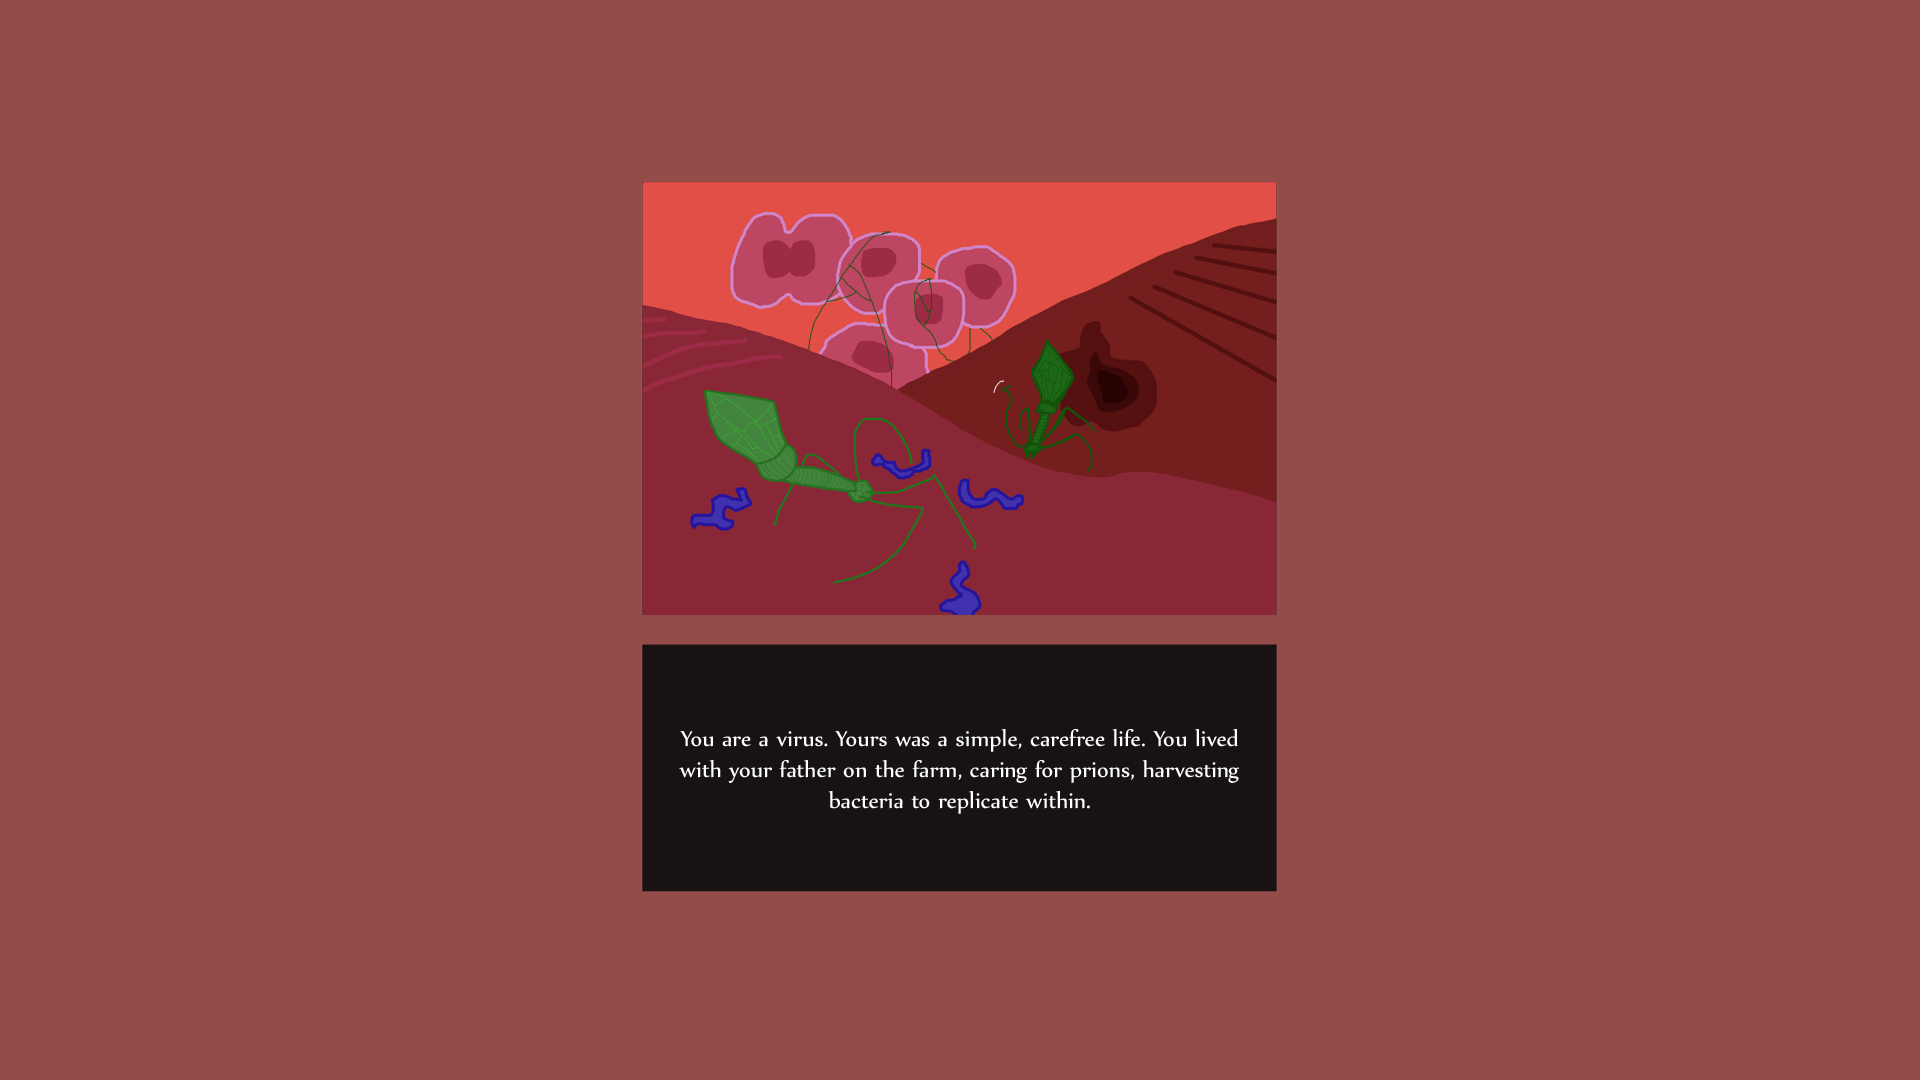 You are a virus. Yours was a simple, carefree life. You lived
with your father on the farm, caring for prions, harvesting
bacteria to replicate within.